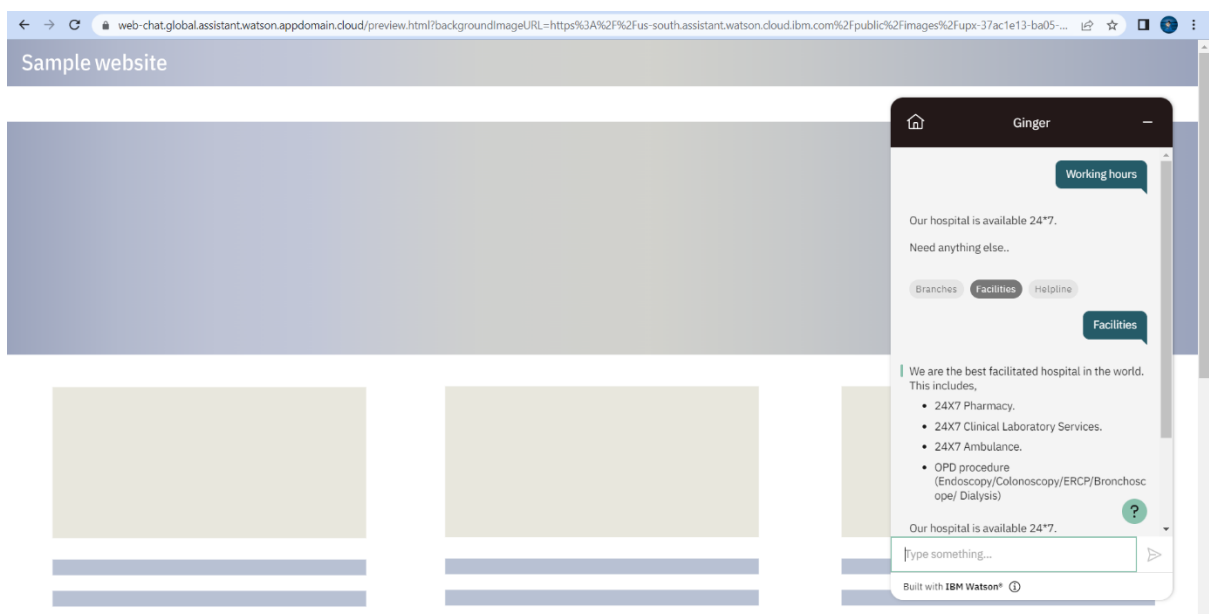 web-chat.global.assistant.watson.appdomain.cloud/preview.html?backgroundImageURL=https%3A%2F%2Fus-south.assistant.watson.cloud.ibm.com%2Fpublic%2Fimages%2Fupx-37ac1e13-ba05-...
Sample website
Ginger
Working hours
Our hospital is available 24*7.
Need anything else..
Branches Facilities Helpline
Facilities
We are the best facilitated hospital in the world.
This includes,
• 24X7 Pharmacy.
• 24X7 Clinical Laboratory Services.
• 24X7 Ambulance.
• OPD procedure
(Endoscopy/Colonoscopy/ERCP/Bronchosc
ope/ Dialysis)
?
Our hospital is available 24*7.
Type something...
Built with IBM Watson®